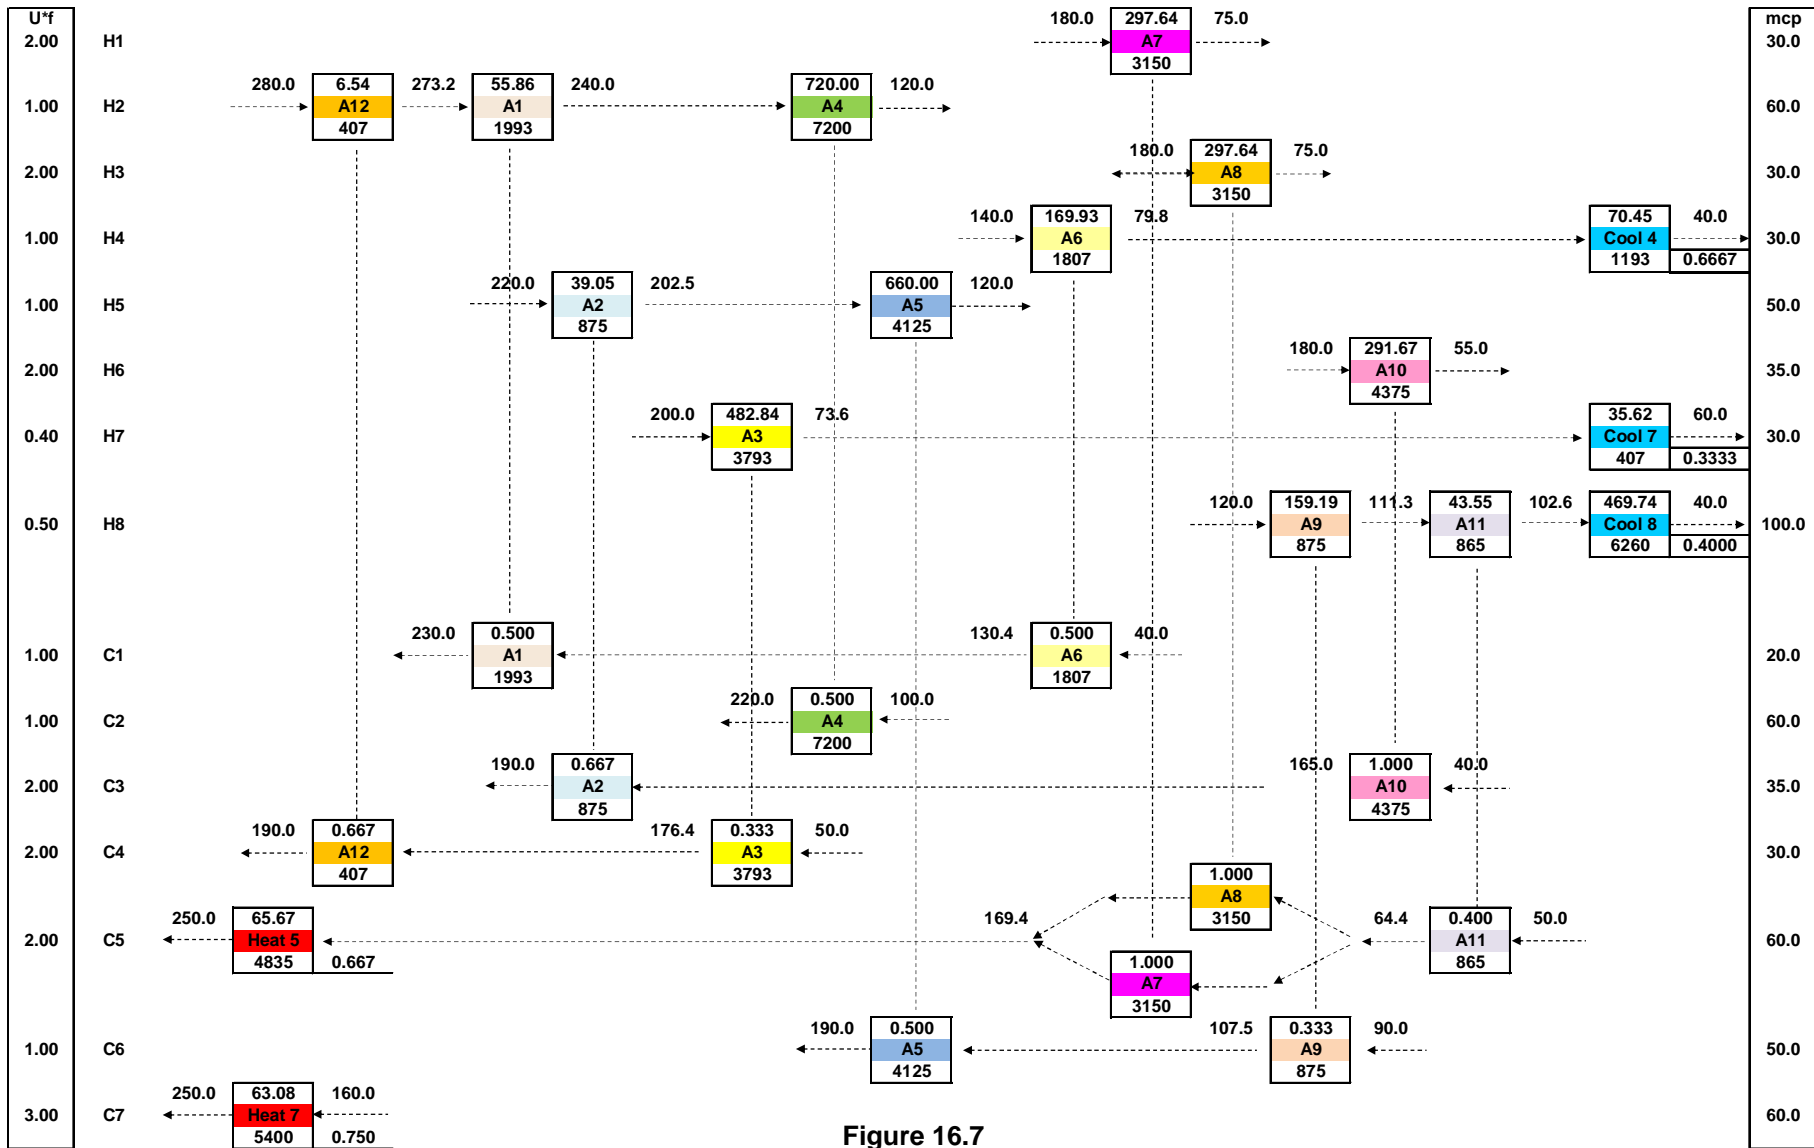 U*f
mcp
2.00 H1 180.0 297.64 75.0 30.0
A7
3150
1.00 H2 280.0 6.54 273.2 55.86 240.0 720.00 120.0 60.0
A12 A1 A4
407 1993 7200
2.00 H3 180.0 297.64 75.0 30.0
A8
3150
1.00 H4 140.0 169.93 79.8 70.45 40.0 30.0
A6 Cool 4
1807 1193 0.6667
1.00 H5 220.0 39.05 202.5 660.00 120.0 50.0
A2 A5
875 4125
2.00 H6 180.0 291.67 55.0 35.0
A10
4375
0.40 H7 200.0 482.84 73.6 35.62 60.0 30.0
A3 Cool 7
3793 407 0.3333
0.50 H8 120.0 159.19 111.3 43.55 102.6 469.74 40.0 100.0
A9 A11 Cool 8
875 865 6260 0.4000
1.00 C1 230.0 0.500 130.4 0.500 40.0 20.0
A1 A6
1993 1807
1.00 C2 220.0 0.500 100.0 60.0
A4
7200
2.00 C3 190.0 0.667 165.0 1.000 40.0 35.0
A2 A10
875 4375
2.00 C4 190.0 0.667 176.4 0.333 50.0 30.0
A12 A3
407 3793
1.000
A8
3150
2.00 C5 250.0 65.67 169.4 64.4 0.400 50.0 60.0
Heat 5 A11
4835 0.667 865
1.000
A7
3150
1.00 C6 190.0 0.500 107.5 0.333 90.0 50.0
A5 A9
4125 875
3.00 C7 250.0 63.08 160.0 60.0
Heat 7
5400 0.750
Figure 16.7